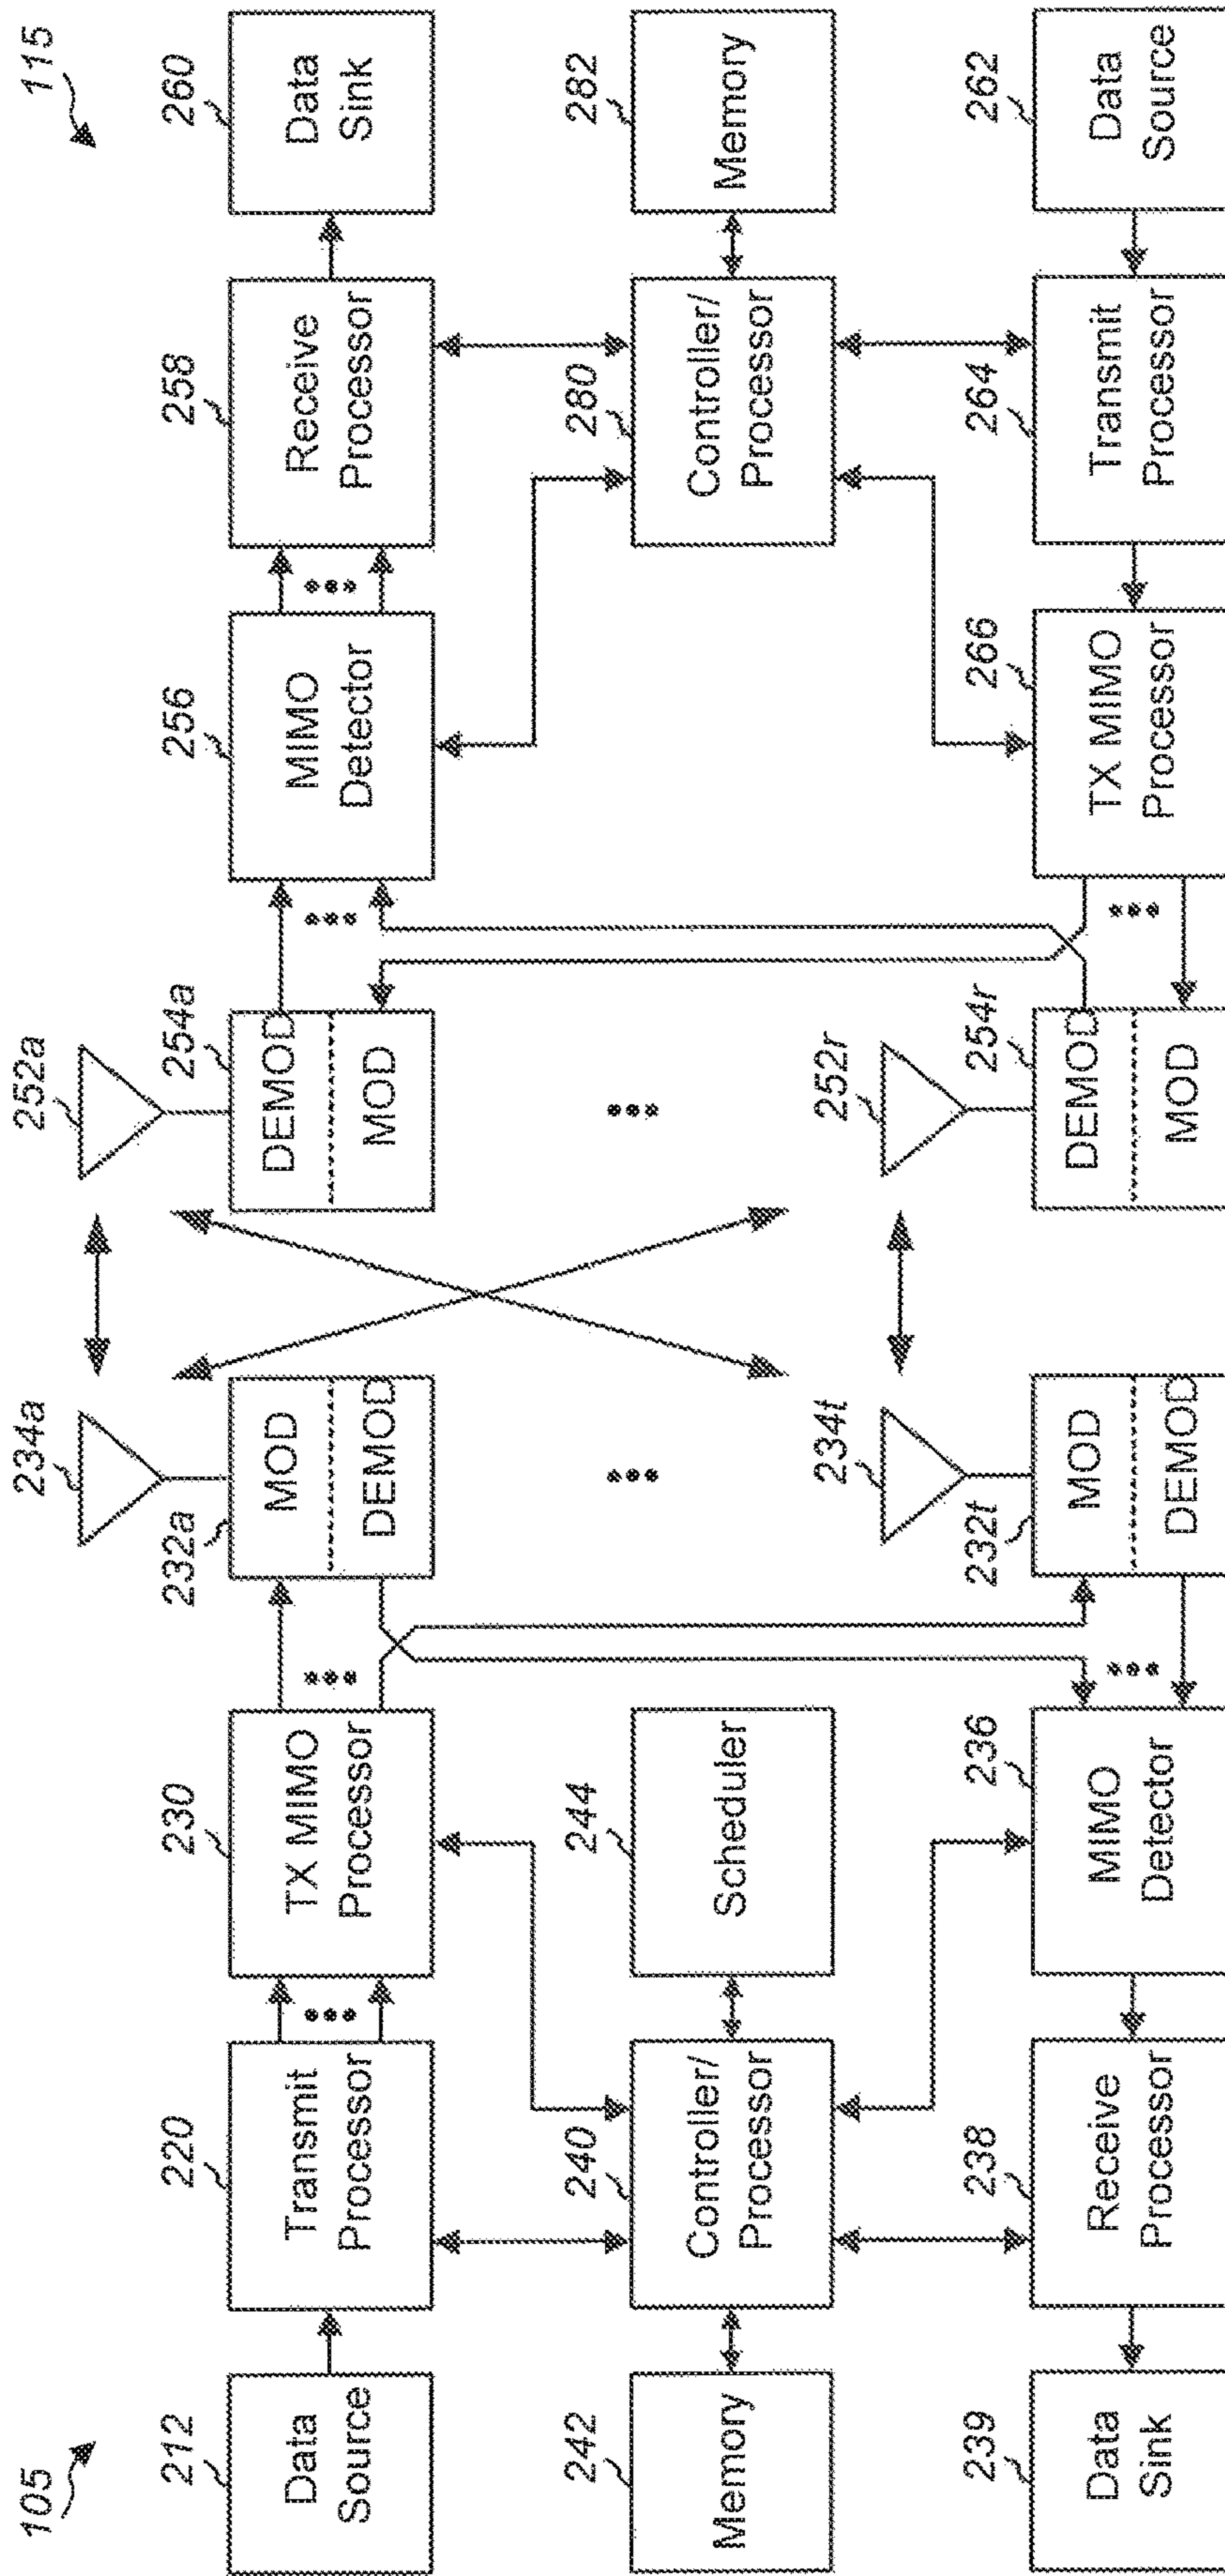 105
115
212
Data
Source
220
Transmit
Processor
230
TX MIMO
Processor
232a
MOD
DEMOD
234a
252a
254a
DEMOD
MOD
256
MIMO
Detector
258
Receive
Processor
260
Data
Sink
242
Memory
240
Controller/
Processor
244
Scheduler
280
Controller/
Processor
282
Memory
239
Data
Sink
238
Receive
Processor
236
MIMO
Detector
232t
MOD
DEMOD
234t
252r
254r
DEMOD
MOD
266
TX MIMO
Processor
264
Transmit
Processor
262
Data
Source